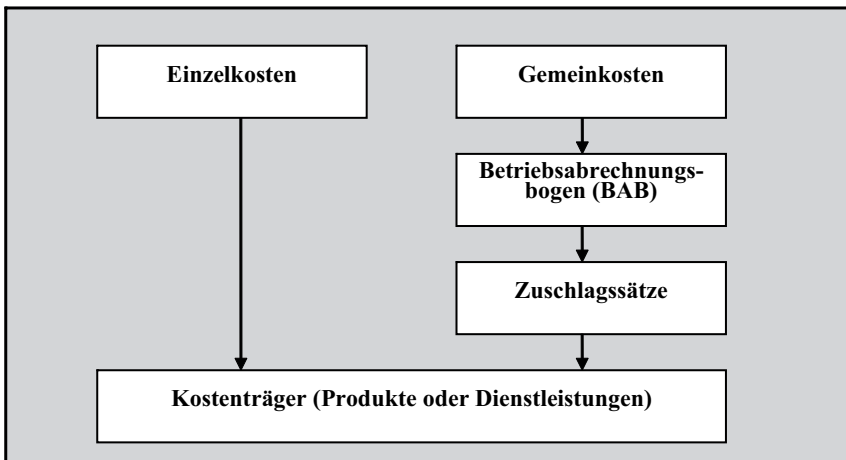 Einzelkosten
Gemeinkosten
Betriebsabrechnungs-
bogen (BAB)
Zuschlagssätze
Kostenträger (Produkte oder Dienstleistungen)